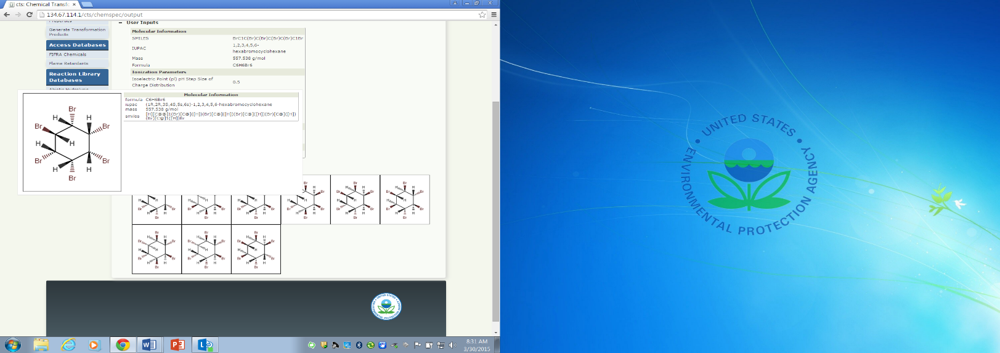 cts: Chemical Transf
134.67.114.1/cts/chemspec/output
Properties
Generate Transformation
Products
Access Databases
FIFRA Chemicals
Flame Retardants
Reaction Library
Databases
Abiotic Hydrolysis
− User Inputs
Molecular Information
SMILES BrC1C(Br)C(Br)C(Br)C(Br)C1Br
IUPAC 1,2,3,4,5,6-
hexabromocyclohexane
Mass 557.538 g/mol
Formula C6H6Br6
Ionization Parameters
Isoelectric Point (pI) pH Step Size of
Charge Distribution 0.5
Molecular Information
formula C6H6Br6
iupac (1R,2R,3S,4S,5s,6s)-1,2,3,4,5,6-hexabromocyclohexane
mass 557.538 g/mol
smiles [H][C@@]1(Br)[C@]([H])(Br)[C@]([H])(Br)[C@]([H])(Br)[C@]([H])
(Br)[C@]1([H])Br
Br
H H
Br Br
H H
Br Br
H H
Br
8:31 AM
3/30/2015
UNITED STATES
ENVIRONMENTAL PROTECTION AGENCY